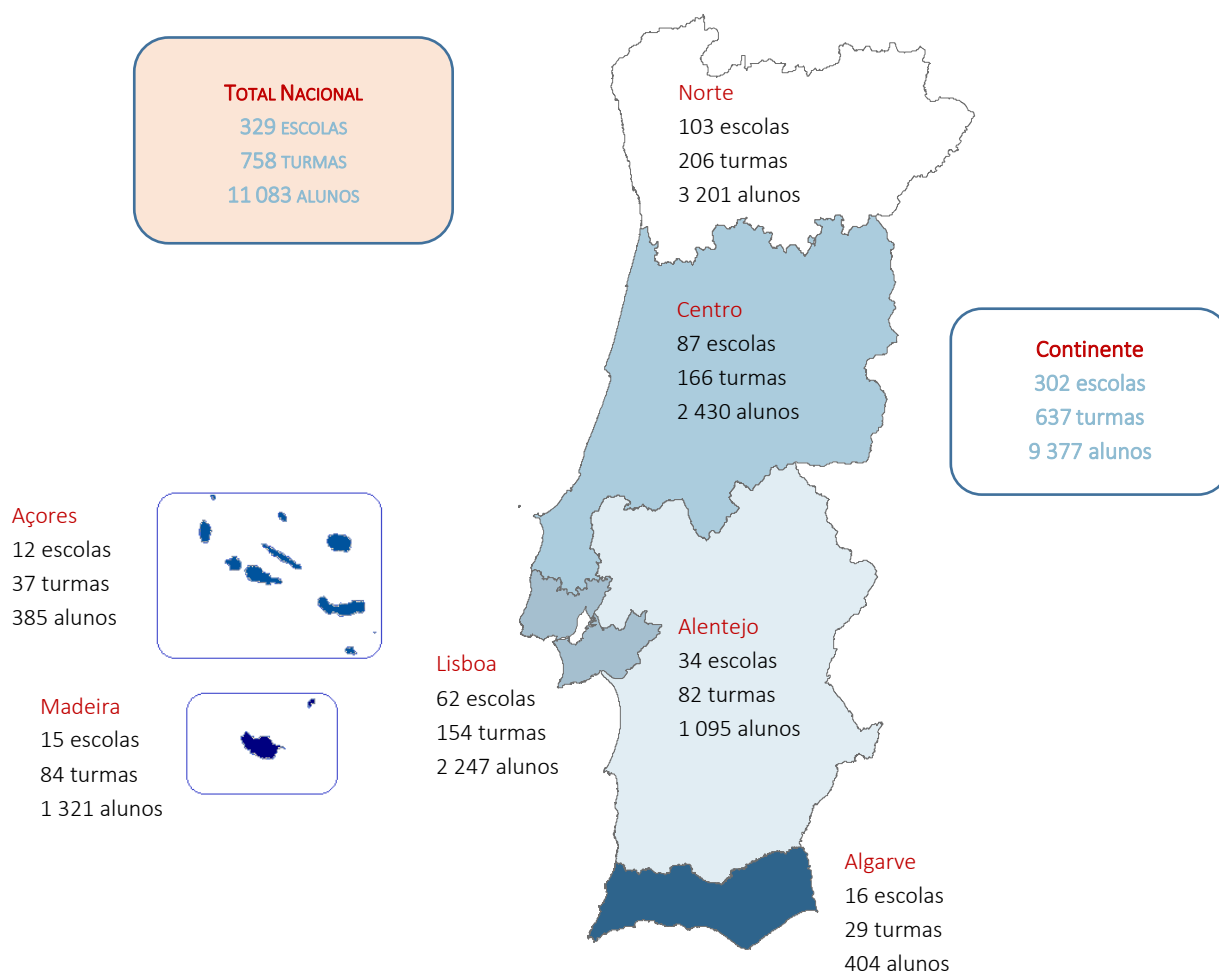 TOTAL NACIONAL
329 ESCOLAS
758 TURMAS
11 083 ALUNOS
Norte
103 escolas
206 turmas
3 201 alunos
Centro
87 escolas
166 turmas
2 430 alunos
Continente
302 escolas
637 turmas
9 377 alunos
Açores
12 escolas
37 turmas
385 alunos
Alentejo
34 escolas
82 turmas
1 095 alunos
Lisboa
62 escolas
154 turmas
2 247 alunos
Madeira
15 escolas
84 turmas
1 321 alunos
Algarve
16 escolas
29 turmas
404 alunos